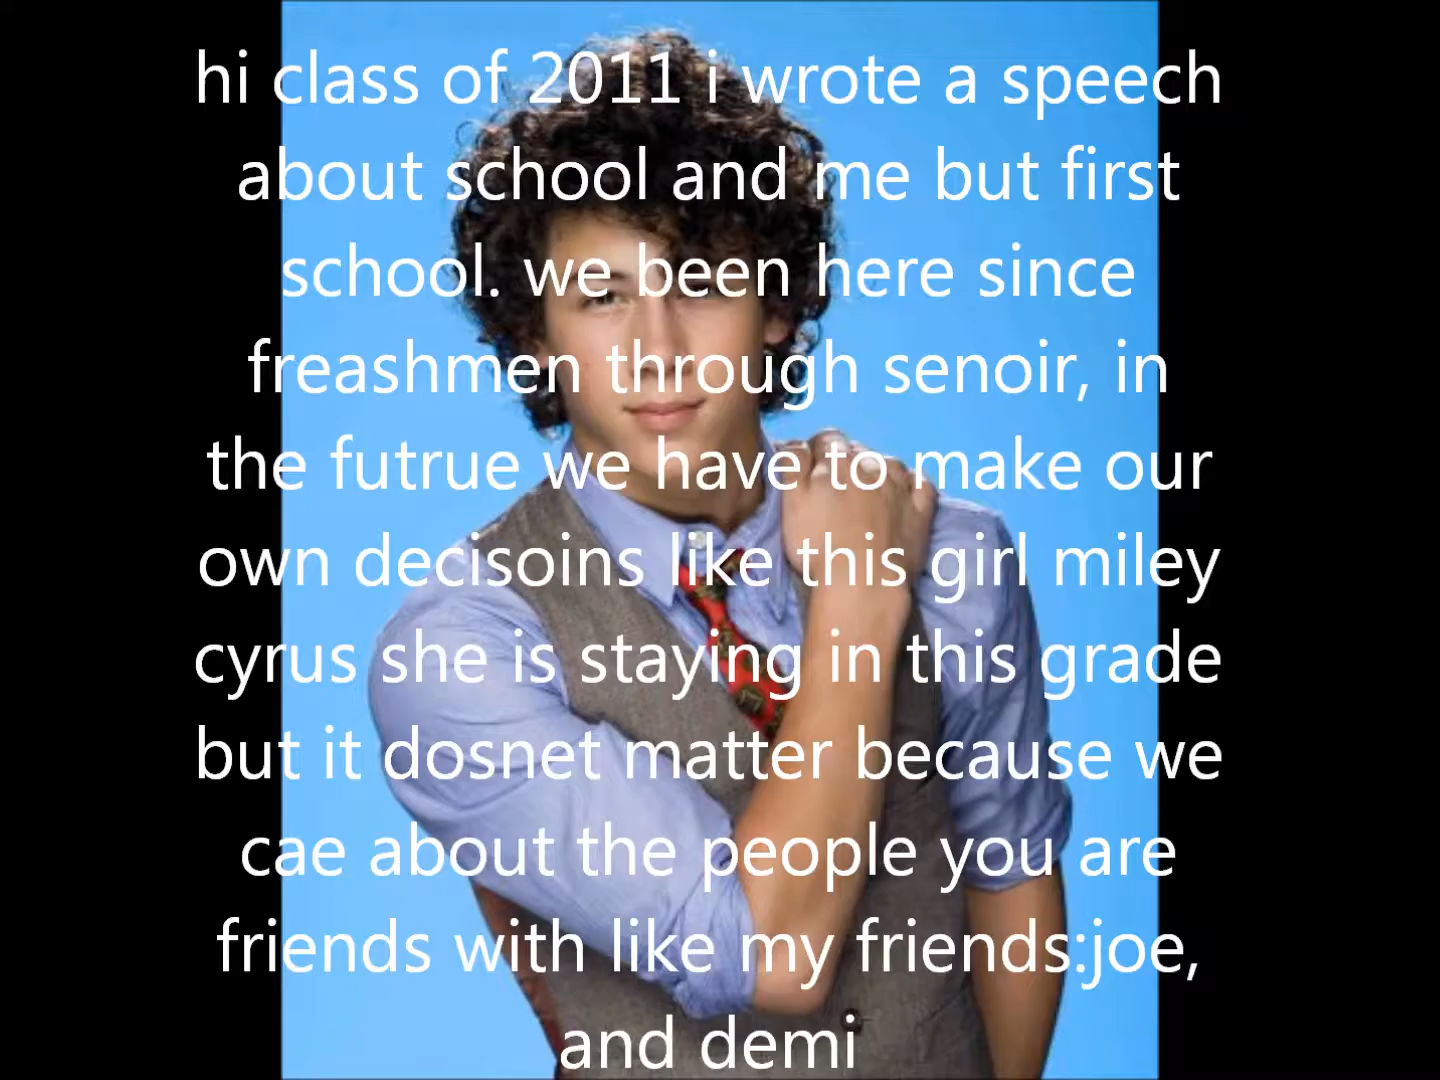 hi class of 2011 i wrote a speech
about school and me but first
school. we been here since
freashmen through senoir, in
the futrue we have to make our
own decisoins like this girl miley
cyrus she is staying in this grade
but it dosnet matter because we
cae about the people you are
friends with like my friends:joe,
and demi